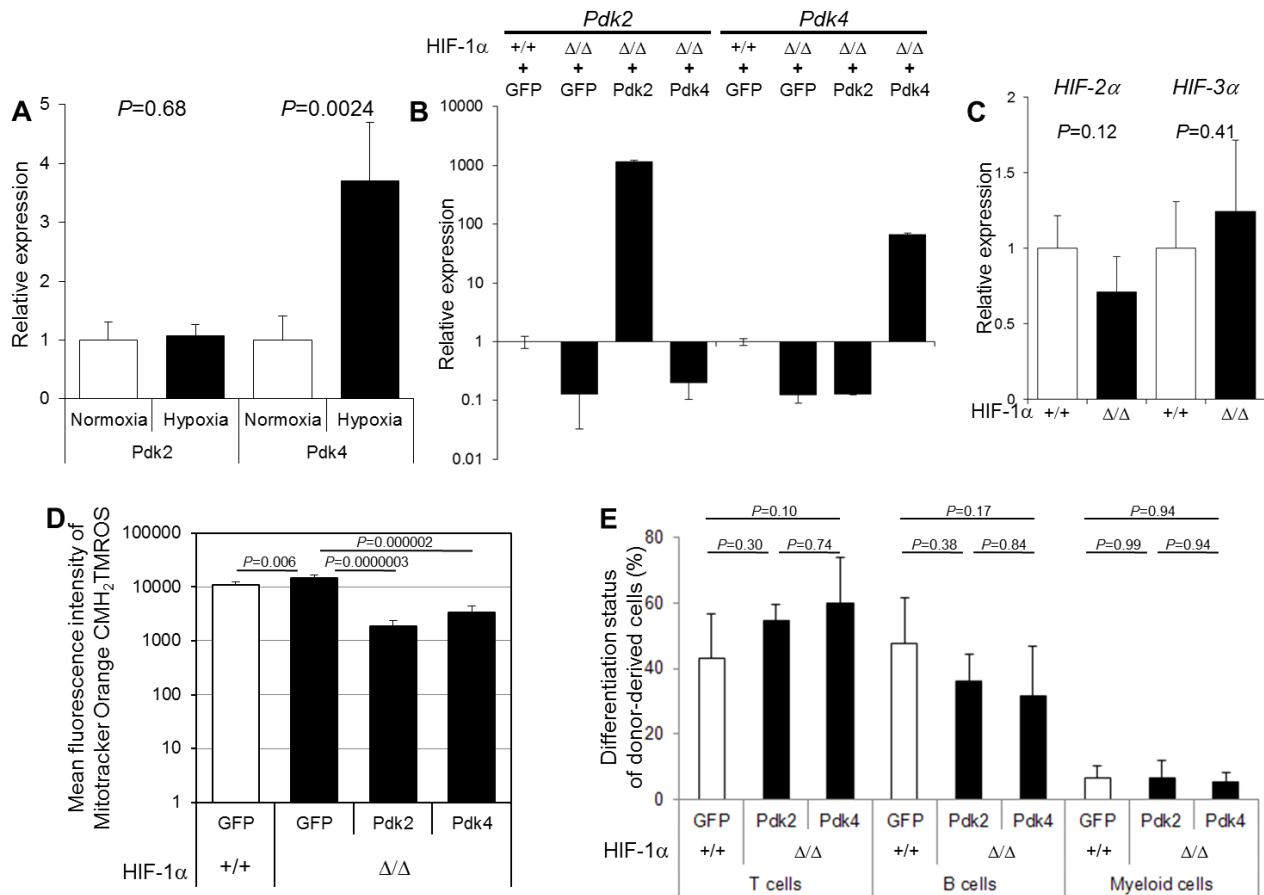 A
P=0.68 P=0.0024
Relative expression
5
4
3
2
1
0
Normoxia Hypoxia Normoxia Hypoxia
Pdk2 Pdk4
B
Pdk2 Pdk4
HIF-1α +/+ Δ/Δ Δ/Δ Δ/Δ +/+ Δ/Δ Δ/Δ Δ/Δ
+ + + + + + + +
GFP GFP Pdk2 Pdk4 GFP GFP Pdk2 Pdk4
Relative expression
10000
1000
100
10
1
0.1
0.01
C
HIF-2α HIF-3α
P=0.12 P=0.41
Relative expression
2
1.5
1
0.5
0
HIF-1α +/+ Δ/Δ +/+ Δ/Δ
D
Mean fluorescence intensity of
Mitotracker Orange CMH₂TMROS
100000
10000
1000
100
10
1
P=0.000002
P=0.006 P=0.0000003
GFP GFP Pdk2 Pdk4
HIF-1α +/+ Δ/Δ
E
Differentiation status
of donor-derived cells (%)
80
60
40
20
0
P=0.10 P=0.17 P=0.94
P=0.30 P=0.74 P=0.38 P=0.84 P=0.99 P=0.94
GFP Pdk2 Pdk4 GFP Pdk2 Pdk4 GFP Pdk2 Pdk4
HIF-1α +/+ Δ/Δ +/+ Δ/Δ +/+ Δ/Δ
T cells B cells Myeloid cells